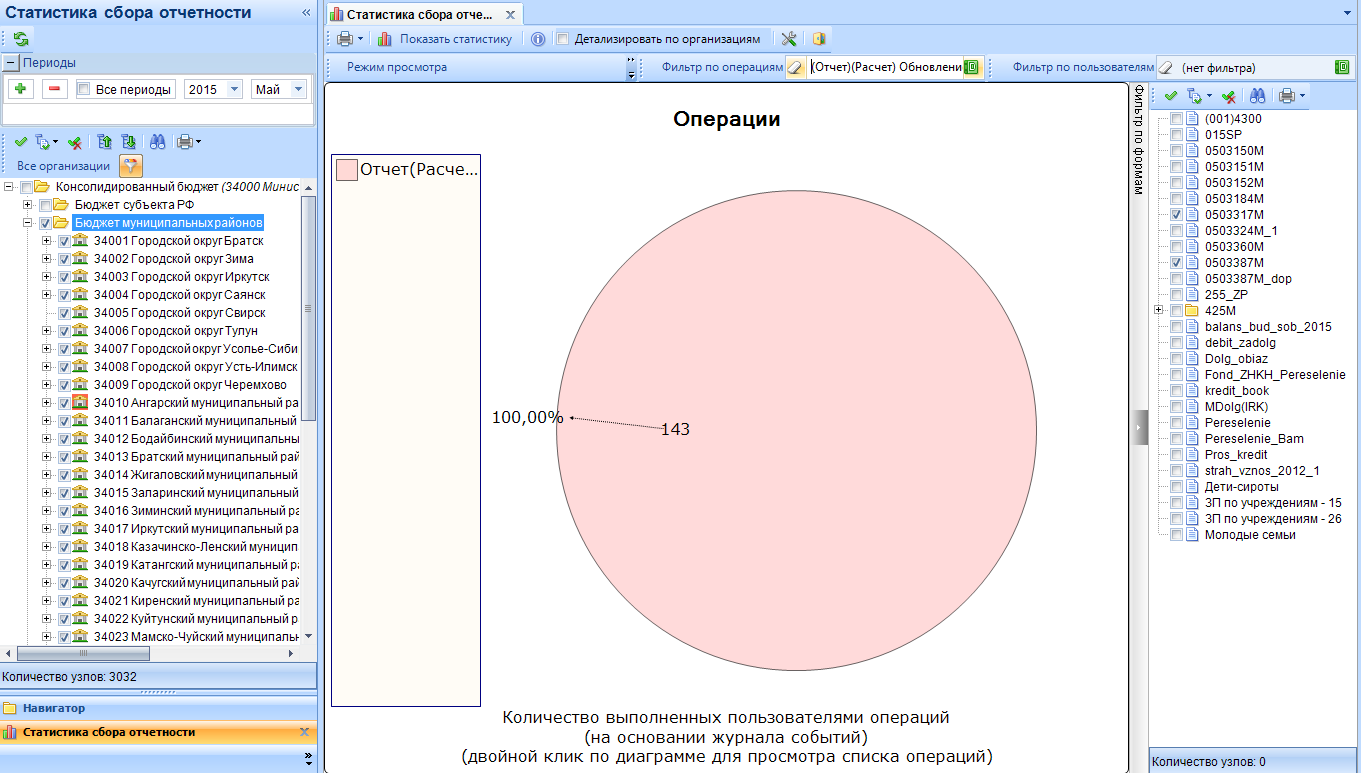 Статистика сбора отчетности
Периоды
Все периоды
2015
Май
Все организации
Консолидированный бюджет (34000 Минис
Бюджет субъекта РФ
Бюджет муниципальных районов
34001 Городской округ Братск
34002 Городской округ Зима
34003 Городской округ Иркутск
34004 Городской округ Саянск
34005 Городской округ Свирск
34006 Городской округ Тулун
34007 Городской округ Усолье-Сиби
34008 Городской округ Усть-Илимск
34009 Городской округ Черемхово
34010 Ангарский муниципальный ра
34011 Балаганский муниципальный
34012 Бодайбинский муниципальны
34013 Братский муниципальный рай
34014 Жигаловский муниципальный
34015 Заларинский муниципальны
34016 Зиминский муниципальный ра
34017 Иркутский муниципальный ра
34018 Казачинско-Ленский муницип
34019 Катангский муниципальный р
34020 Качугский муниципальный рай
34021 Киренский муниципальный ра
34022 Куйтунский муниципальный р
34023 Мамско-Чуйский муниципальн
Количество узлов: 3032
Навигатор
Статистика сбора отчетности
Статистика сбора отче...
Показать статистику
Детализировать по организациям
Режим просмотра
Фильтр по операциям
(Отчет)(Расчет) Обновлени
Фильтр по пользователям
(нет фильтра)
Операции
Отчет(Расче...
100,00%
143
Количество выполненных пользователями операций
(на основании журнала событий)
(двойной клик по диаграмме для просмотра списка операций)
Фильтр по формам
(001)4300
015SP
0503150M
0503151M
0503152M
0503184M
0503317M
0503324M_1
0503360M
0503387M
0503387M_dop
255_ZP
425M
balans_bud_sob_2015
debit_zadolg
Dolg_obiaz
Fond_ZHKH_Pereselenie
kredit_book
MDolg(IRK)
Pereselenie
Pereselenie_Bam
Pros_kredit
strah_vznos_2012_1
Дети-сироты
ЗП по учреждениям - 15
ЗП по учреждениям - 26
Молодые семьи
Количество узлов: 0